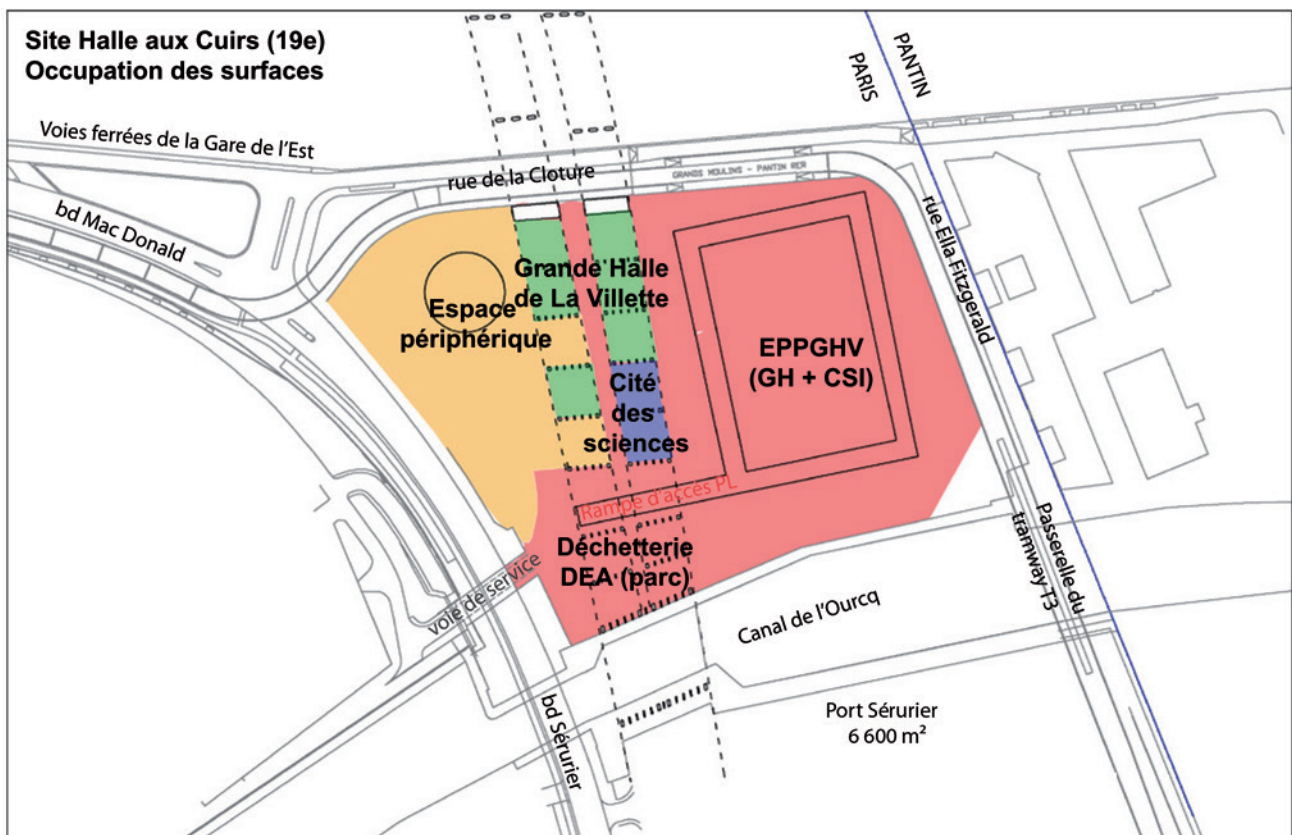 Site Halle aux Cuirs (19e)
Occupation des surfaces
PANTIN
PARIS
Voies ferrées de la Gare de l'Est
rue de la Cloture
GRANDS MOULINS - PANTIN RER
bd Mac Donald
rue Ella Fitzgerald
Grande Halle
de La Villette
Espace
périphérique
EPPGHV
(GH + CSI)
Cité
des
sciences
Rampe d'accès PL
Déchetterie
DEA (parc)
voie de service
Passerelle du
tramway T3
Canal de l'Ourcq
bd Sérurier
Port Sérurier
6 600 m²